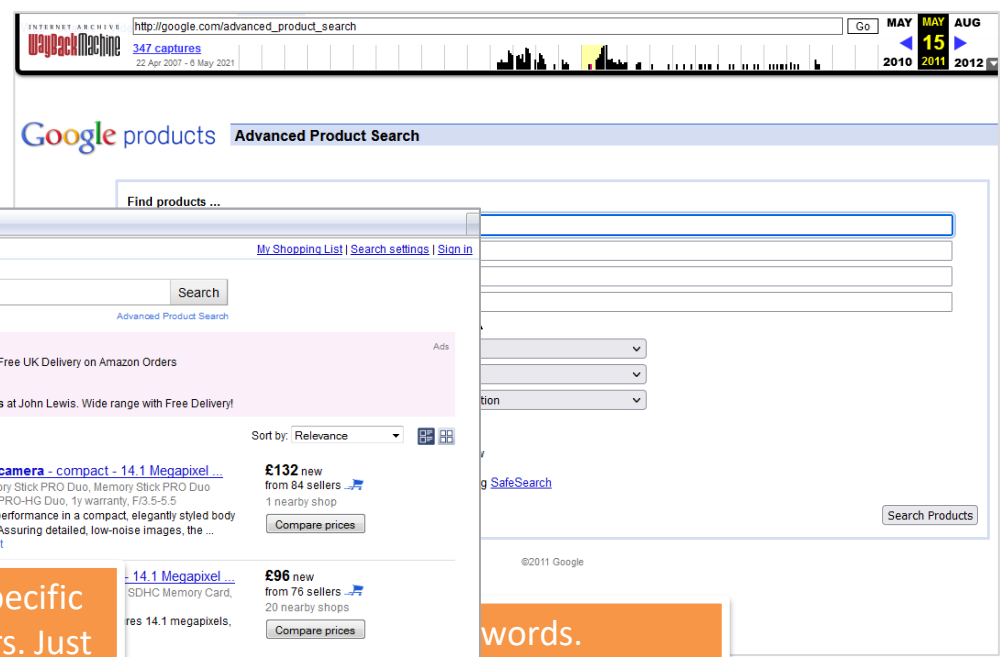 INTERNET ARCHIVE
WayBackMachine
http://google.com/advanced_product_search
Go
347 captures
22 Apr 2007 - 6 May 2021
MAY MAY AUG
15
2010 2011 2012
Google products
Advanced Product Search
Find products ...
My Shopping List | Search settings | Sign in
Search
Advanced Product Search
Ads
Free UK Delivery on Amazon Orders
at John Lewis. Wide range with Free Delivery!
Sort by: Relevance
camera - compact - 14.1 Megapixel ...
Stick PRO Duo, Memory Stick PRO Duo
PRO-HG Duo, 1y warranty, F/3.5-5.5
performance in a compact, elegantly styled body
Assuring detailed, low-noise images, the ...
£132 new
from 84 sellers
1 nearby shop
Compare prices
- 14.1 Megapixel ...
SDHC Memory Card,
14.1 megapixels,
£96 new
from 76 sellers
20 nearby shops
Compare prices
SafeSearch
Search Products
©2011 Google
Just
words.